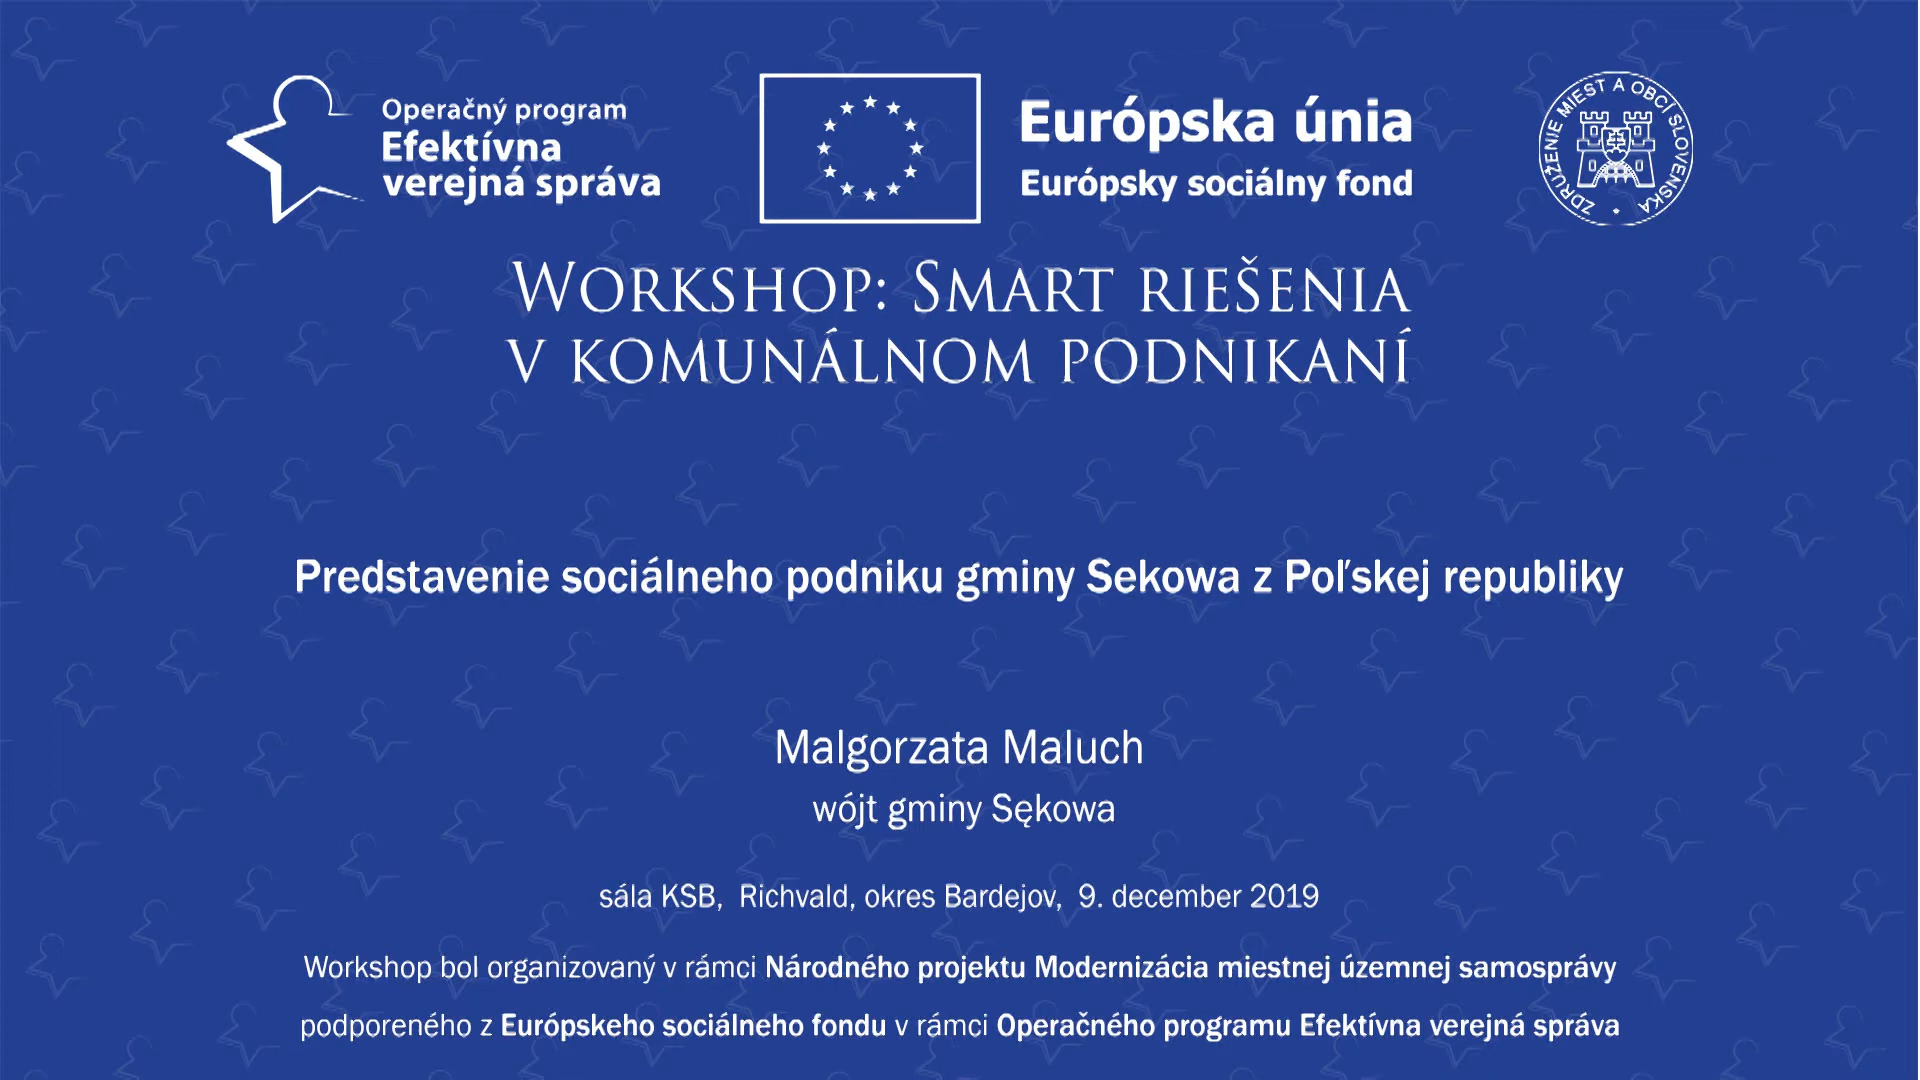 Operačný program
Efektívna
verejná správa
Európska únia
Európsky sociálny fond
ZDRUŽENIE MIEST A OBCÍ SLOVENSKA
Workshop: Smart riešenia
v komunálnom podnikaní
Predstavenie sociálneho podniku gminy Sekowa z Poľskej republiky
Malgorzata Maluch
wójt gminy Sękowa
sála KSB, Richvald, okres Bardejov, 9. december 2019
Workshop bol organizovaný v rámci Národného projektu Modernizácia miestnej územnej samosprávy
podporeného z Európskeho sociálneho fondu v rámci Operačného programu Efektívna verejná správa